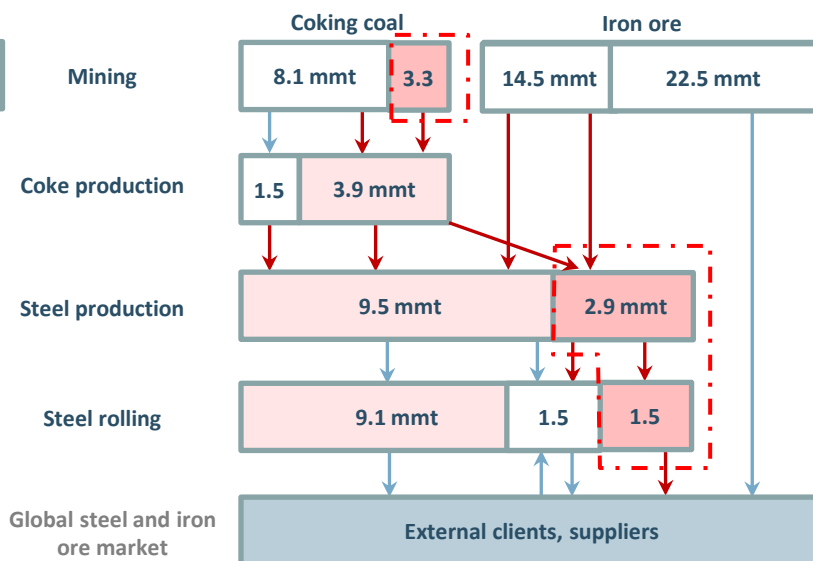 Coking coal
Iron ore
Mining
8.1 mmt
3.3
14.5 mmt
22.5 mmt
Coke production
1.5
3.9 mmt
Steel production
9.5 mmt
2.9 mmt
Steel rolling
9.1 mmt
1.5
1.5
Global steel and iron
ore market
External clients, suppliers